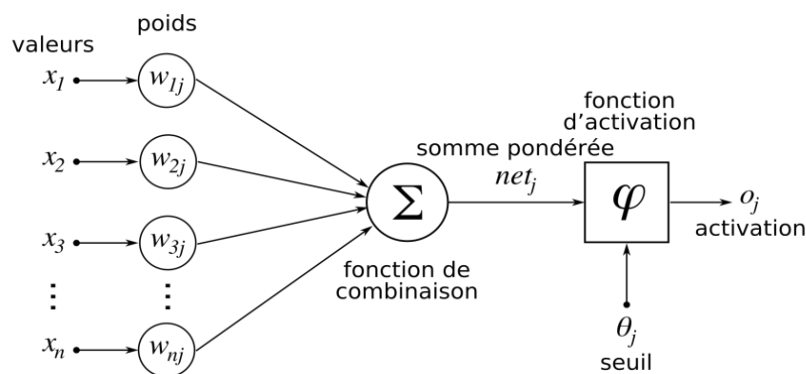 valeurs
poids
x1
w1j
x2
w2j
x3
w3j
⋮
⋮
xn
wnj
Σ
fonction de
combinaison
somme pondérée
netj
fonction
d'activation
φ
oj
activation
θj
seuil